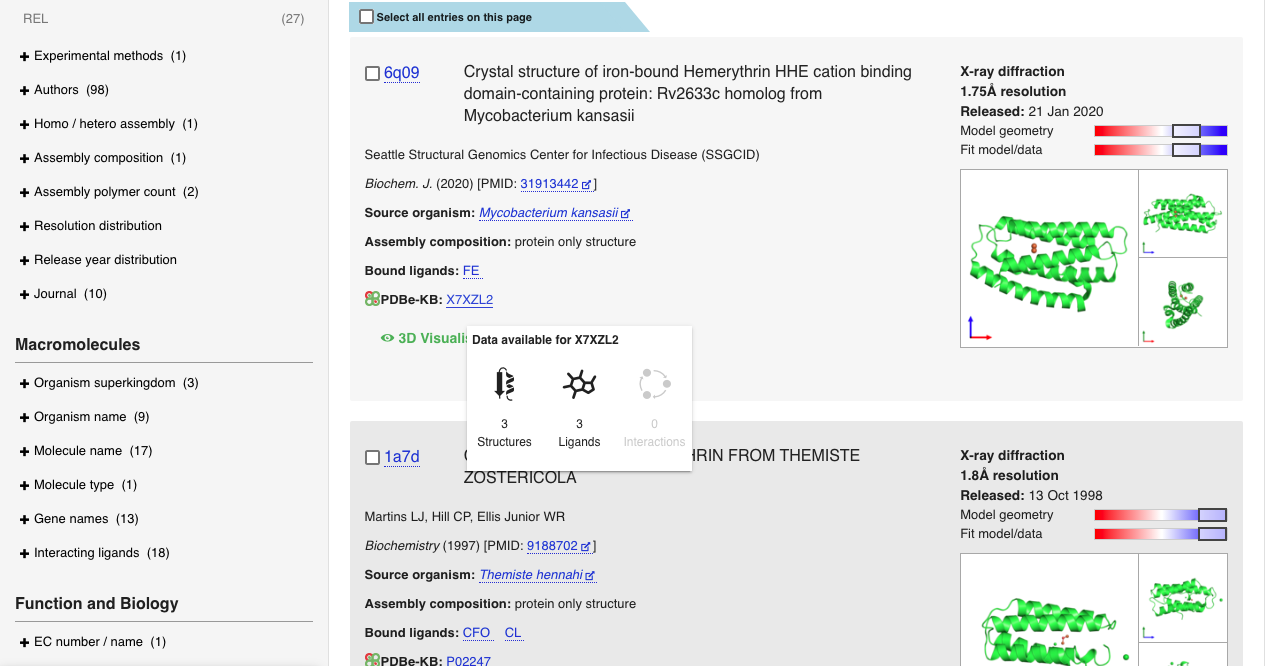 REL (27)
Experimental methods (1)
Authors (98)
Homo / hetero assembly (1)
Assembly composition (1)
Assembly polymer count (2)
Resolution distribution
Release year distribution
Journal (10)
Macromolecules
Organism superkingdom (3)
Organism name (9)
Molecule name (17)
Molecule type (1)
Gene names (13)
Interacting ligands (18)
Function and Biology
EC number / name (1)
Select all entries on this page
6q09
Crystal structure of iron-bound Hemerythrin HHE cation binding
domain-containing protein: Rv2633c homolog from
Mycobacterium kansasii
Seattle Structural Genomics Center for Infectious Disease (SSGCID)
Biochem. J. (2020) [PMID: 31913442 ]
Source organism: Mycobacterium kansasii
Assembly composition: protein only structure
Bound ligands: FE
PDBe-KB: X7XZL2
3D Visuali
Data available for X7XZL2
3 3 0
Structures Ligands Interactions
X-ray diffraction
1.75Å resolution
Released: 21 Jan 2020
Model geometry
Fit model/data
1a7d
RIN FROM THEMISTE
ZOSTERICOLA
Martins LJ, Hill CP, Ellis Junior WR
Biochemistry (1997) [PMID: 9188702 ]
Source organism: Themiste hennahi
Assembly composition: protein only structure
Bound ligands: CFO CL
PDBe-KB: P02247
X-ray diffraction
1.8Å resolution
Released: 13 Oct 1998
Model geometry
Fit model/data